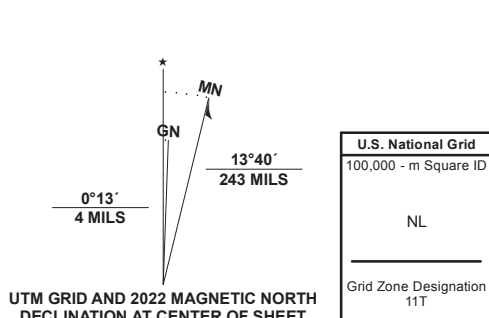 ★
MN
GN
13°40´
243 MILS
0°13´
4 MILS
UTM GRID AND 2022 MAGNETIC NORTH
DECLINATION AT CENTER OF SHEET
U.S. National Grid
100,000 - m Square ID
NL
Grid Zone Designation
11T